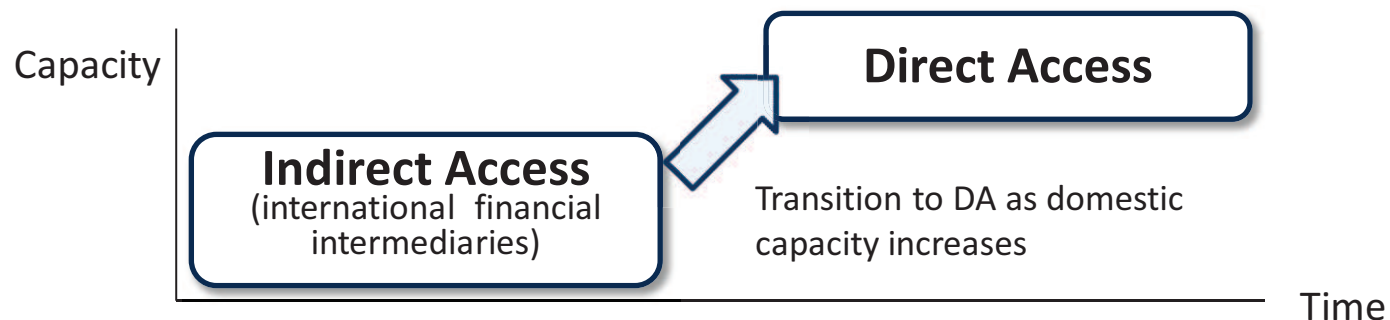 Capacity
Direct Access
Indirect Access
(international financial
intermediaries)
Transition to DA as domestic
capacity increases
Time